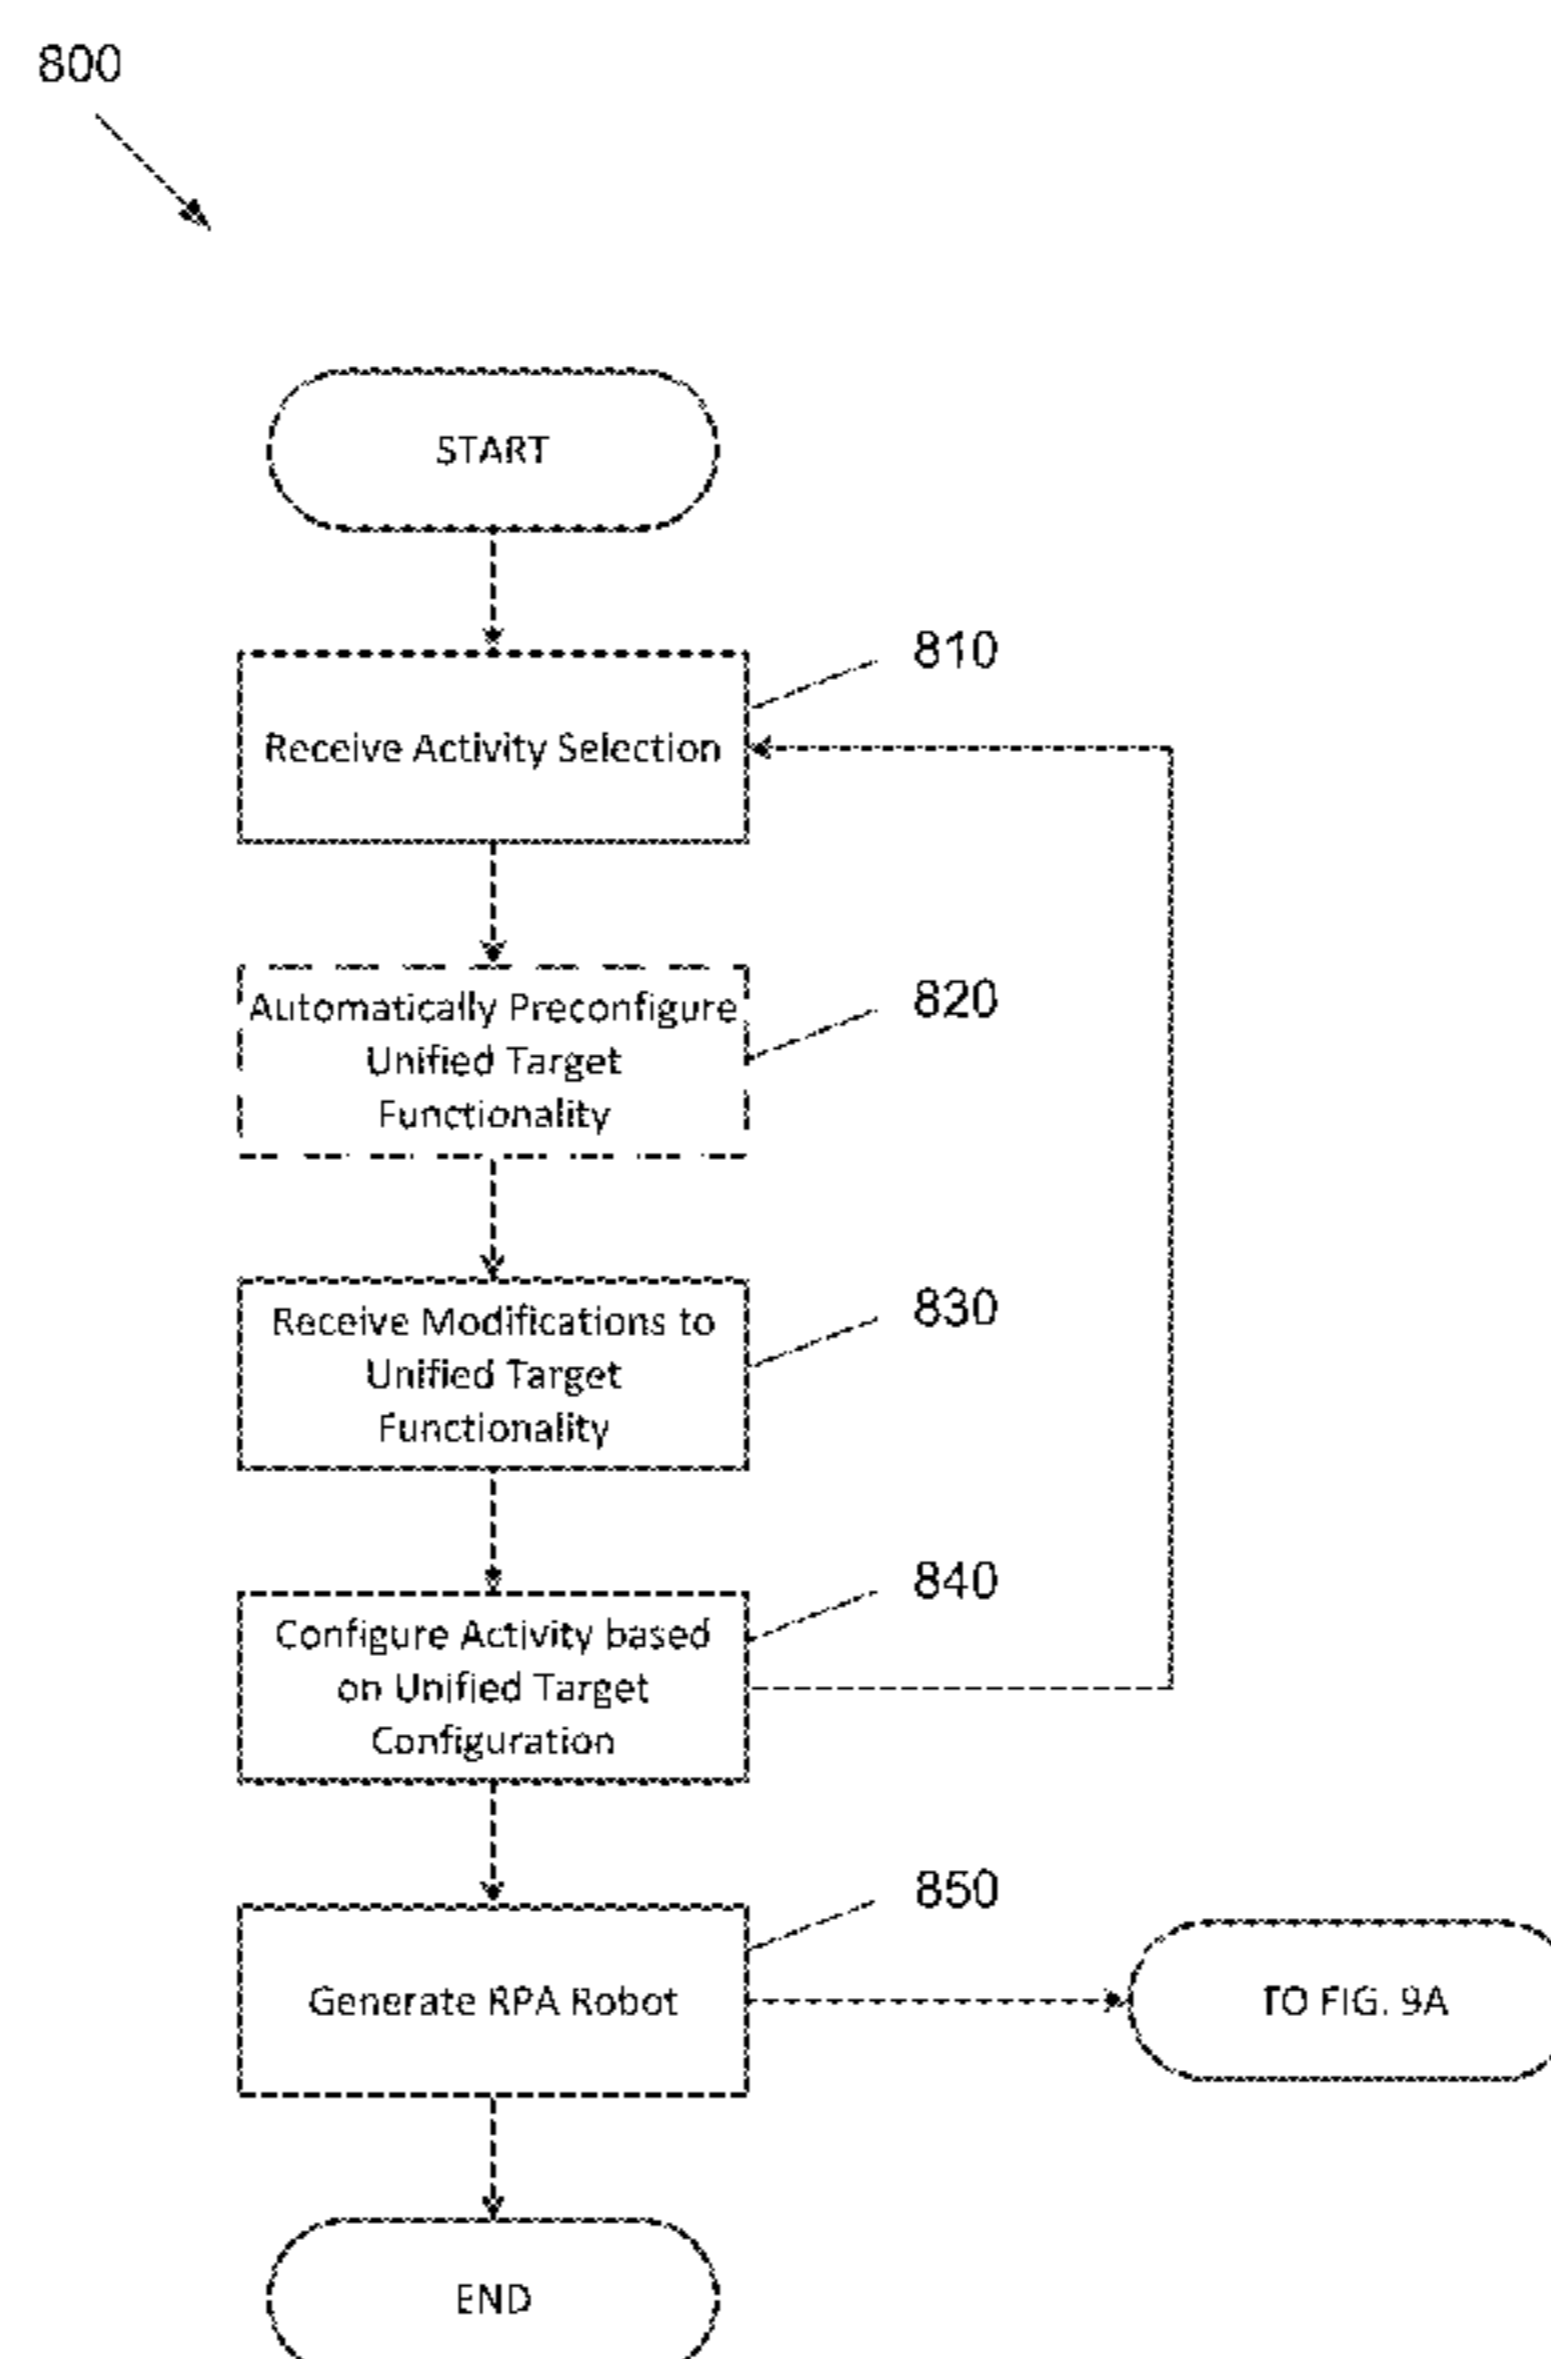 800
START
810
Receive Activity Selection
820
Automatically Preconfigure
Unified Target
Functionality
830
Receive Modifications to
Unified Target
Functionality
840
Configure Activity based
on Unified Target
Configuration
850
Generate RPA Robot
TO FIG. 9A
END